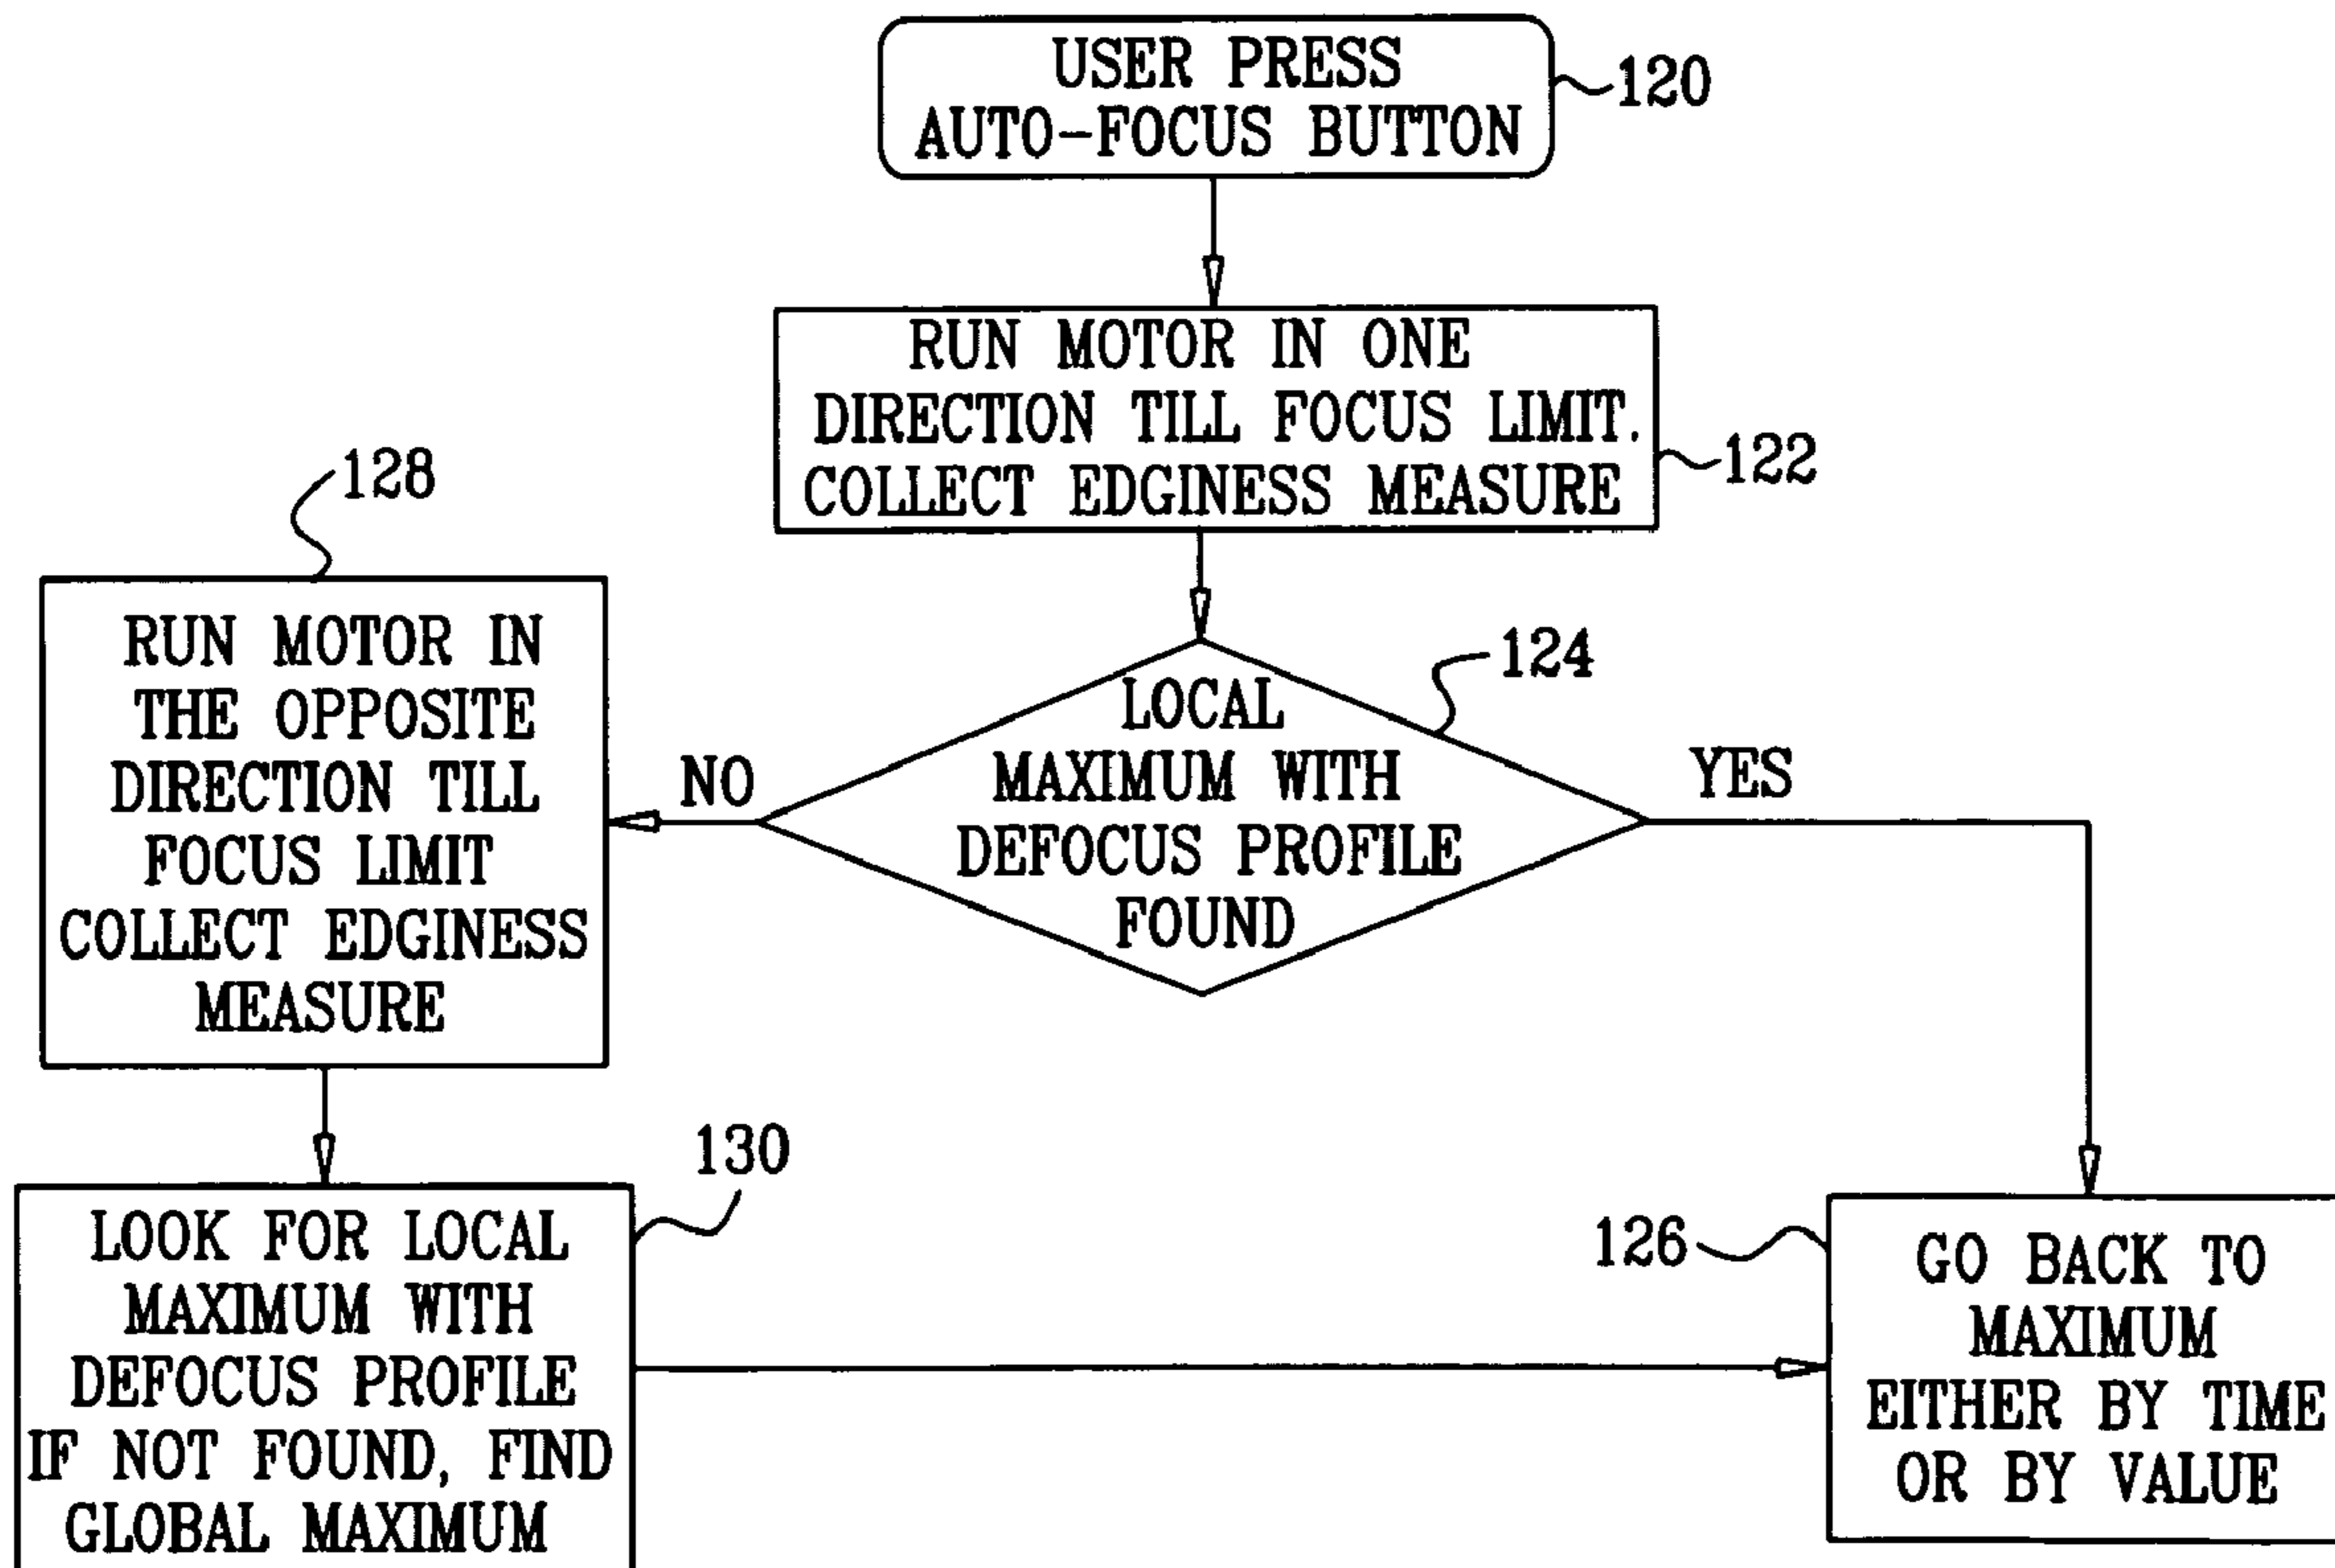 USER PRESS
AUTO-FOCUS BUTTON
120
RUN MOTOR IN ONE
DIRECTION TILL FOCUS LIMIT.
COLLECT EDGINESS MEASURE
122
128
RUN MOTOR IN
THE OPPOSITE
DIRECTION TILL
FOCUS LIMIT
COLLECT EDGINESS
MEASURE
124
LOCAL
MAXIMUM WITH
DEFOCUS PROFILE
FOUND
NO
YES
130
LOOK FOR LOCAL
MAXIMUM WITH
DEFOCUS PROFILE
IF NOT FOUND, FIND
GLOBAL MAXIMUM
126
GO BACK TO
MAXIMUM
EITHER BY TIME
OR BY VALUE